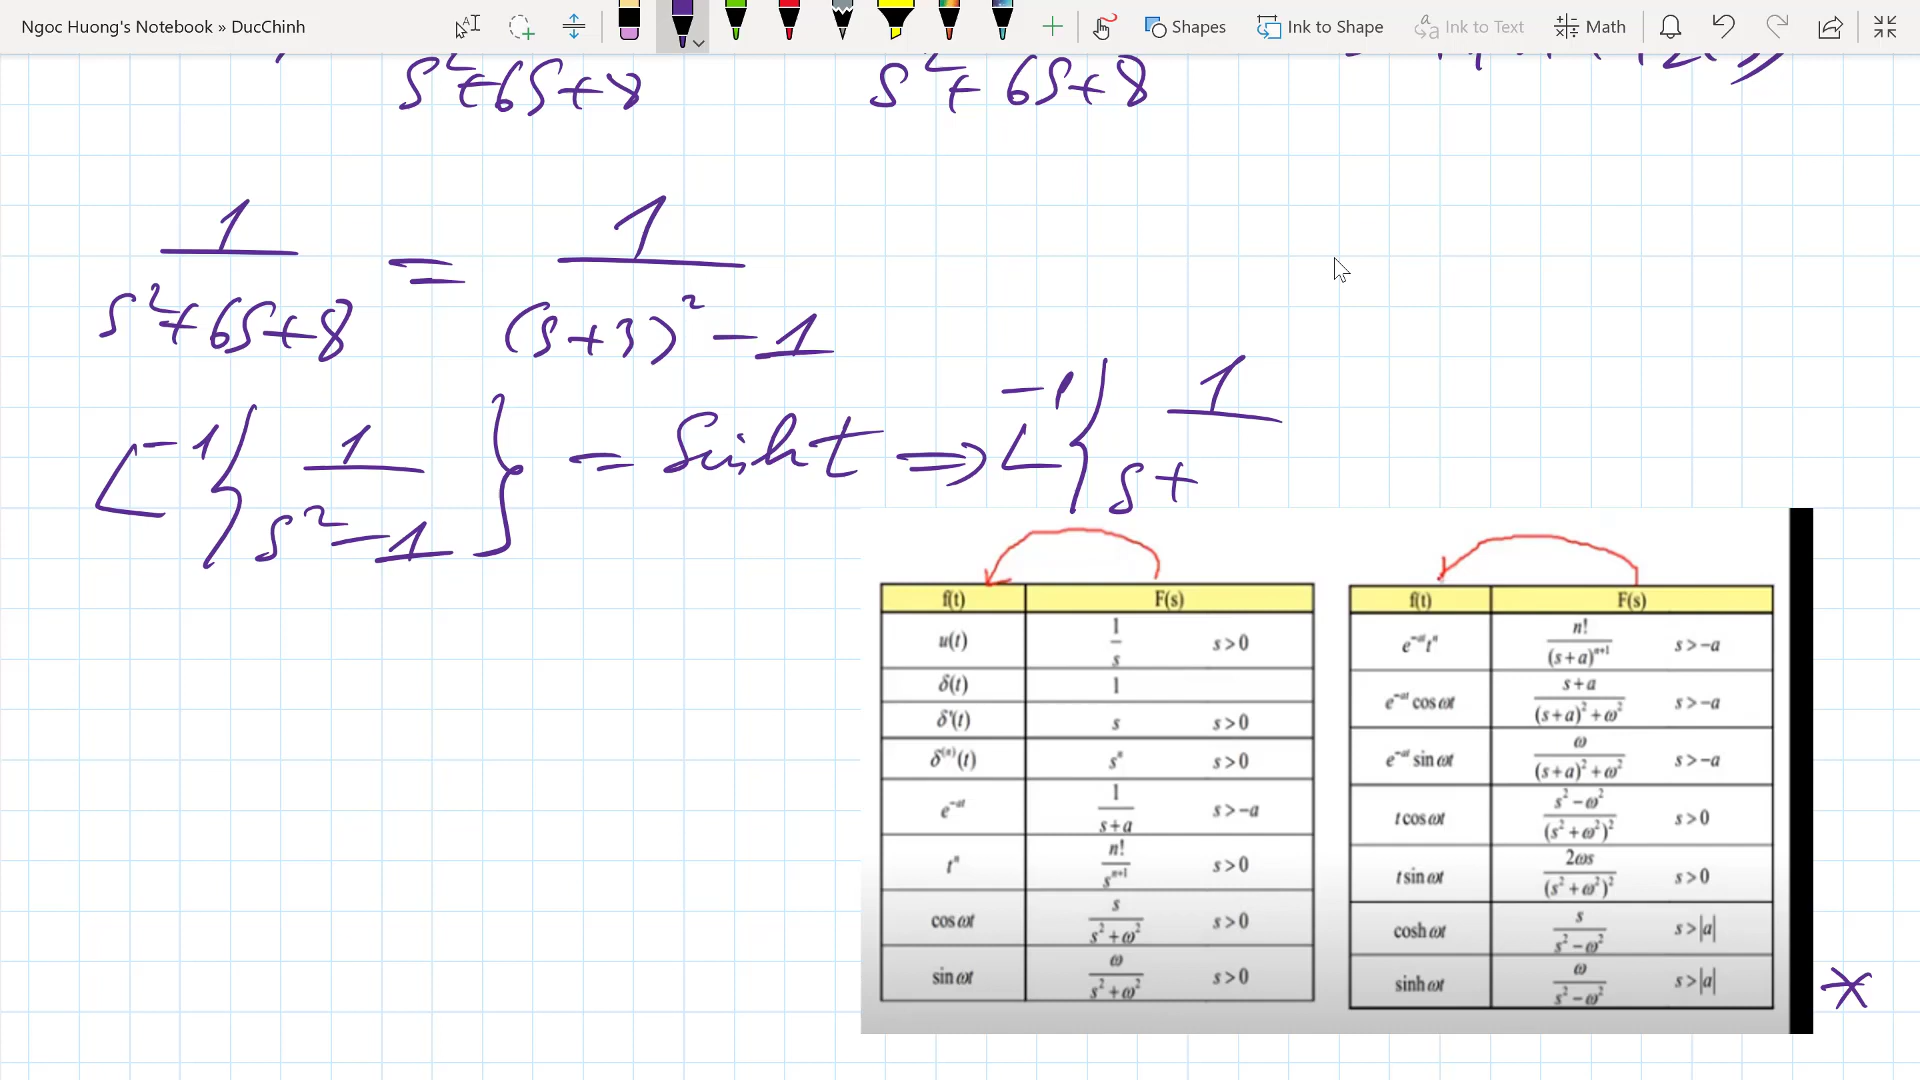 Ngoc Huong's Notebook » DucChinh
Shapes Ink to Shape Ink to Text Math
s²+6s+8 s²+6s+8
1/(s²+6s+8) = 1/((s+3)²-1)
L⁻¹{1/(s²-1)} = Sinht ⇒ L⁻¹{1/(s+
f(t) F(s)
u(t) 1/s s>0
δ(t) 1
δ'(t) s s>0
δ⁽ⁿ⁾(t) sⁿ s>0
e^-at 1/(s+a) s>-a
tⁿ n!/sⁿ⁺¹ s>0
cos ωt s/(s²+ω²) s>0
sin ωt ω/(s²+ω²) s>0
f(t) F(s)
e^-at tⁿ n!/(s+a)ⁿ⁺¹ s>-a
e^-at cos ωt (s+a)/((s+a)²+ω²) s>-a
e^-at sin ωt ω/((s+a)²+ω²) s>-a
t cos ωt (s²-ω²)/(s²+ω²)² s>0
t sin ωt 2ωs/(s²+ω²)² s>0
cosh ωt s/(s²-ω²) s>|a|
sinh ωt ω/(s²-ω²) s>|a|